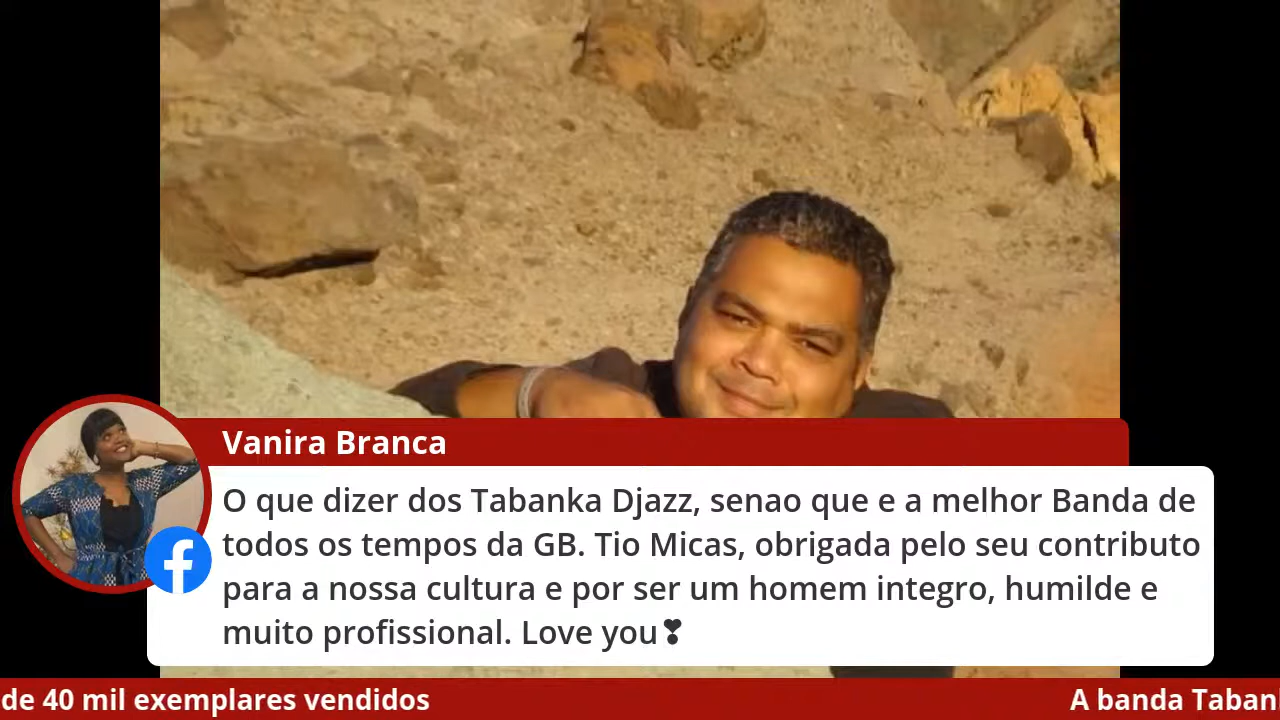 Vanira Branca
O que dizer dos Tabanka Djazz, senao que e a melhor Banda de
todos os tempos da GB. Tio Micas, obrigada pelo seu contributo
para a nossa cultura e por ser um homem integro, humilde e
muito profissional. Love you❣
de 40 mil exemplares vendidos
A banda Taban